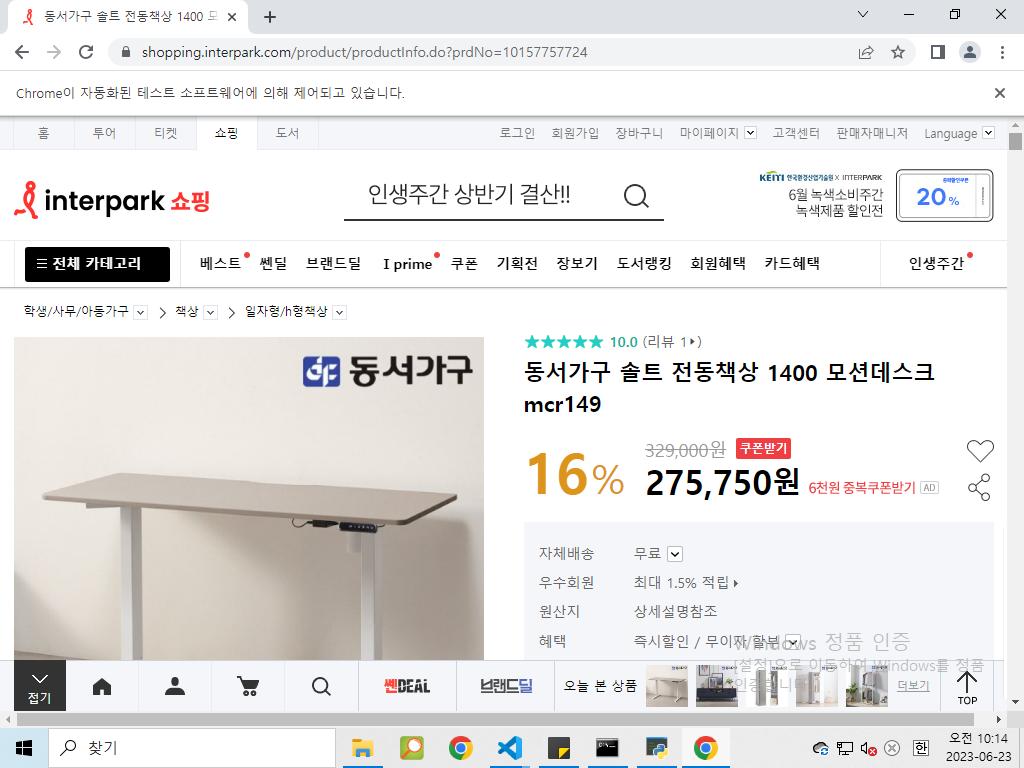 동서가구 솔트 전동책상 1400 모
Chrome이 자동화된 테스트 소프트웨어에 의해 제어되고 있습니다.
shopping.interpark.com/product/productInfo.do?prdNo=10157757724
홈 투어 티켓 쇼핑 도서 로그인 회원가입 장바구니 마이페이지 고객센터 판매자매니저 Language
interpark 쇼핑
인생주간 상반기 결산!!
KEITI 한국환경산업기술원 X INTERPARK
6월 녹색소비주간
녹색제품 할인전
20%
전체 카테고리 베스트 쎈딜 브랜드딜 I prime 쿠폰 기획전 장보기 도서랭킹 회원혜택 카드혜택 인생주간
학생/사무/아동가구 책상 일자형/h형책상
동서가구
10.0 (리뷰 1)
동서가구 솔트 전동책상 1400 모션데스크
mcr149
16%
329,000원 쿠폰받기
275,750원 6천원 중복쿠폰받기 AD
자체배송 무료
우수회원 최대 1.5% 적립
원산지 상세설명참조
혜택 즉시할인 / 무이자할부
Windows 정품 인증
[설정]으로 이동하여 Windows를 정품
인증합니다.
접기
쎈DEAL 브랜드딜 오늘 본 상품 더보기 TOP
찾기
한
오전 10:14
2023-06-23